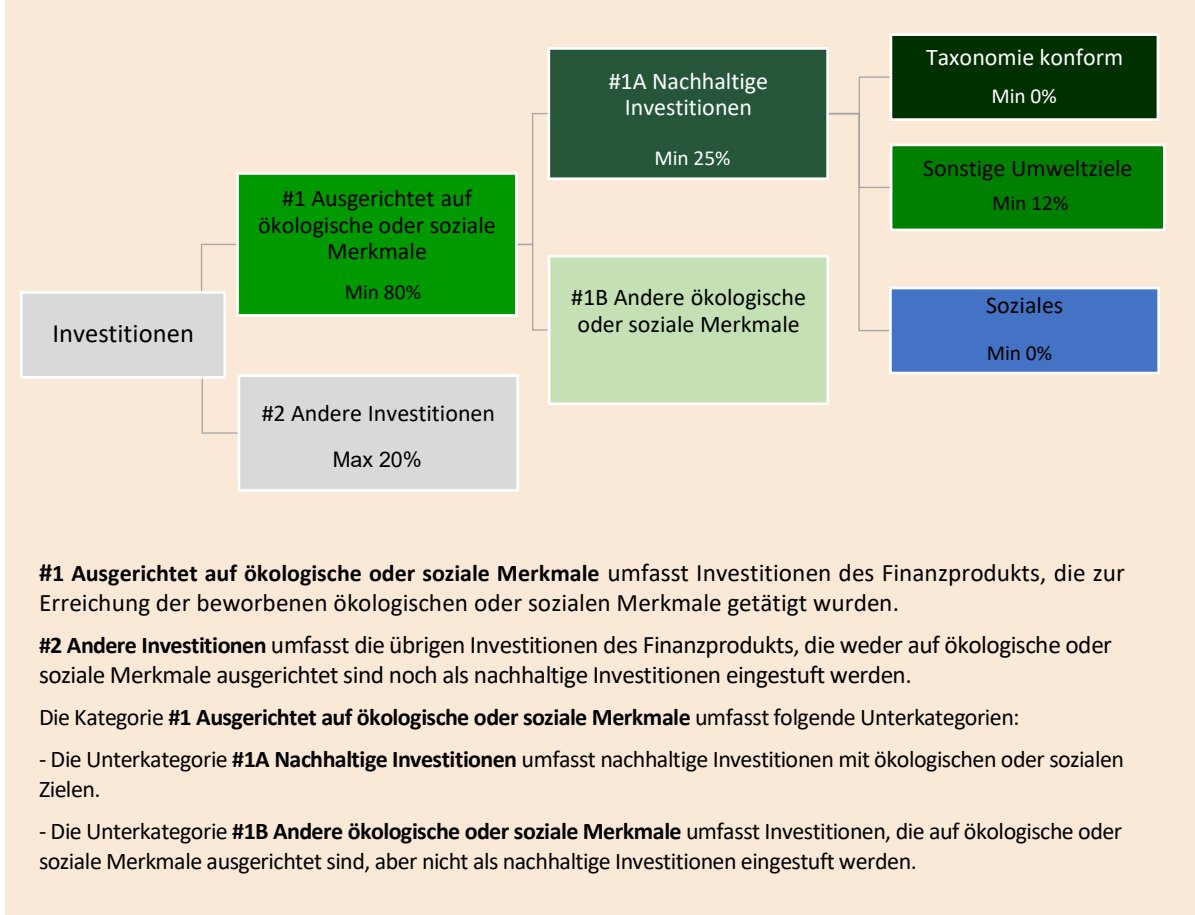 Investitionen
#1 Ausgerichtet auf
ökologische oder soziale
Merkmale
Min 80%
#2 Andere Investitionen
Max 20%
#1A Nachhaltige
Investitionen
Min 25%
#1B Andere ökologische
oder soziale Merkmale
Taxonomie konform
Min 0%
Sonstige Umweltziele
Min 12%
Soziales
Min 0%
#1 Ausgerichtet auf ökologische oder soziale Merkmale umfasst Investitionen des Finanzprodukts, die zur
Erreichung der beworbenen ökologischen oder sozialen Merkmale getätigt wurden.
#2 Andere Investitionen umfasst die übrigen Investitionen des Finanzprodukts, die weder auf ökologische oder
soziale Merkmale ausgerichtet sind noch als nachhaltige Investitionen eingestuft werden.
Die Kategorie #1 Ausgerichtet auf ökologische oder soziale Merkmale umfasst folgende Unterkategorien:
- Die Unterkategorie #1A Nachhaltige Investitionen umfasst nachhaltige Investitionen mit ökologischen oder sozialen
Zielen.
- Die Unterkategorie #1B Andere ökologische oder soziale Merkmale umfasst Investitionen, die auf ökologische oder
soziale Merkmale ausgerichtet sind, aber nicht als nachhaltige Investitionen eingestuft werden.